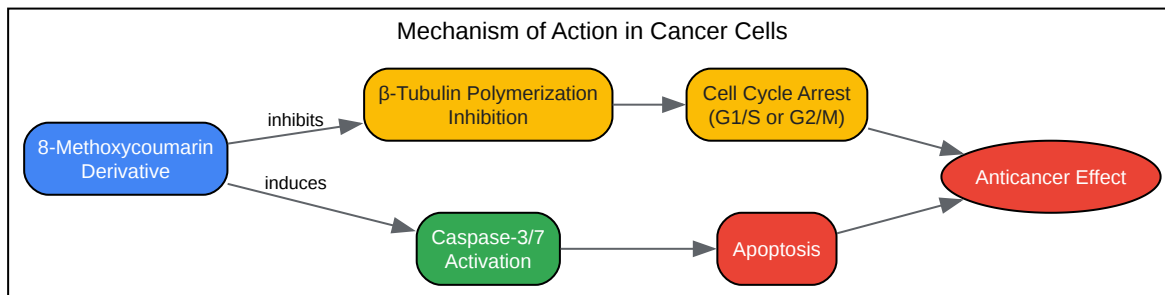 Mechanism of Action in Cancer Cells
8-Methoxycoumarin
Derivative
inhibits
induces
β-Tubulin Polymerization
Inhibition
Cell Cycle Arrest
(G1/S or G2/M)
Caspase-3/7
Activation
Apoptosis
Anticancer Effect